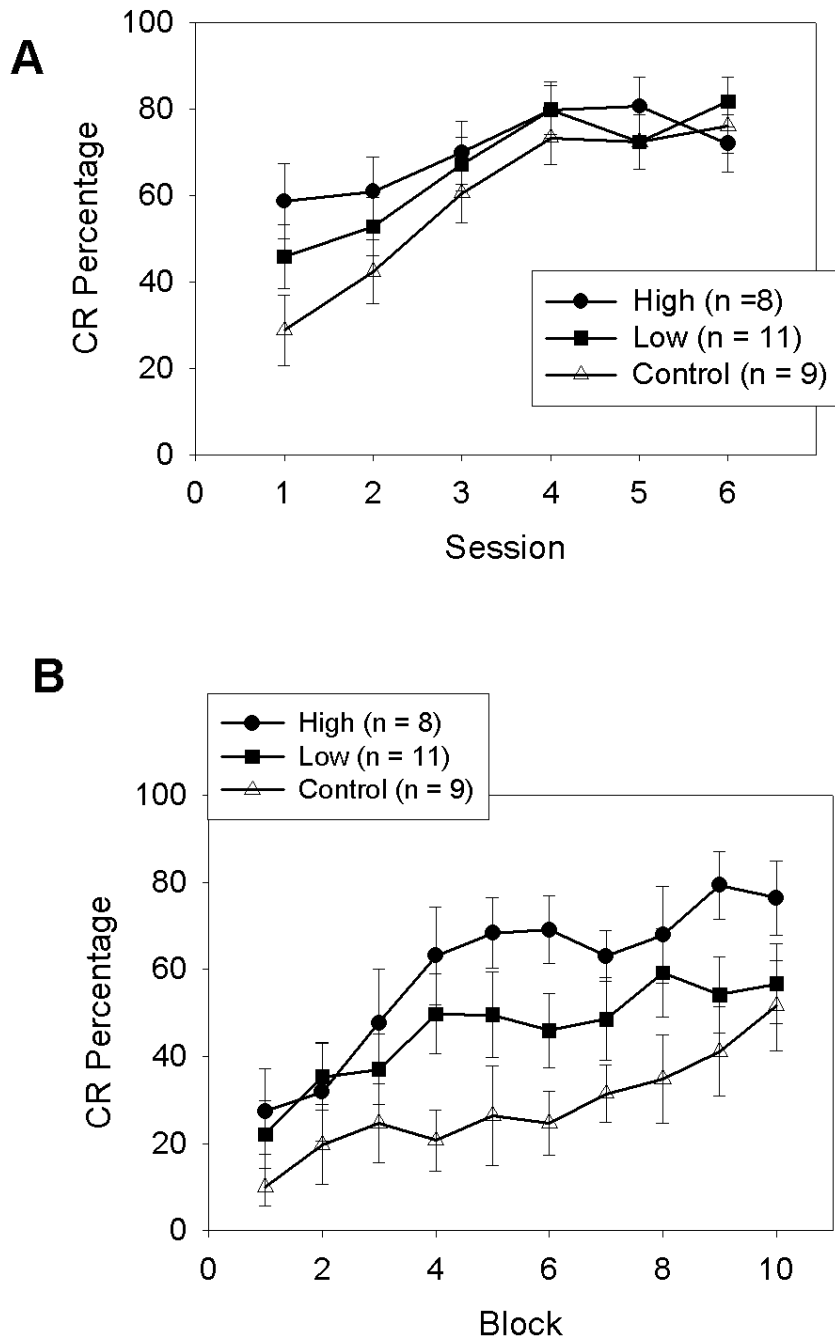 A
100
80
60
40
20
0
CR Percentage
High (n =8)
Low (n = 11)
Control (n = 9)
0 1 2 3 4 5 6
Session
B
High (n = 8)
Low (n = 11)
Control (n = 9)
100
80
60
40
20
0
CR Percentage
0 2 4 6 8 10
Block